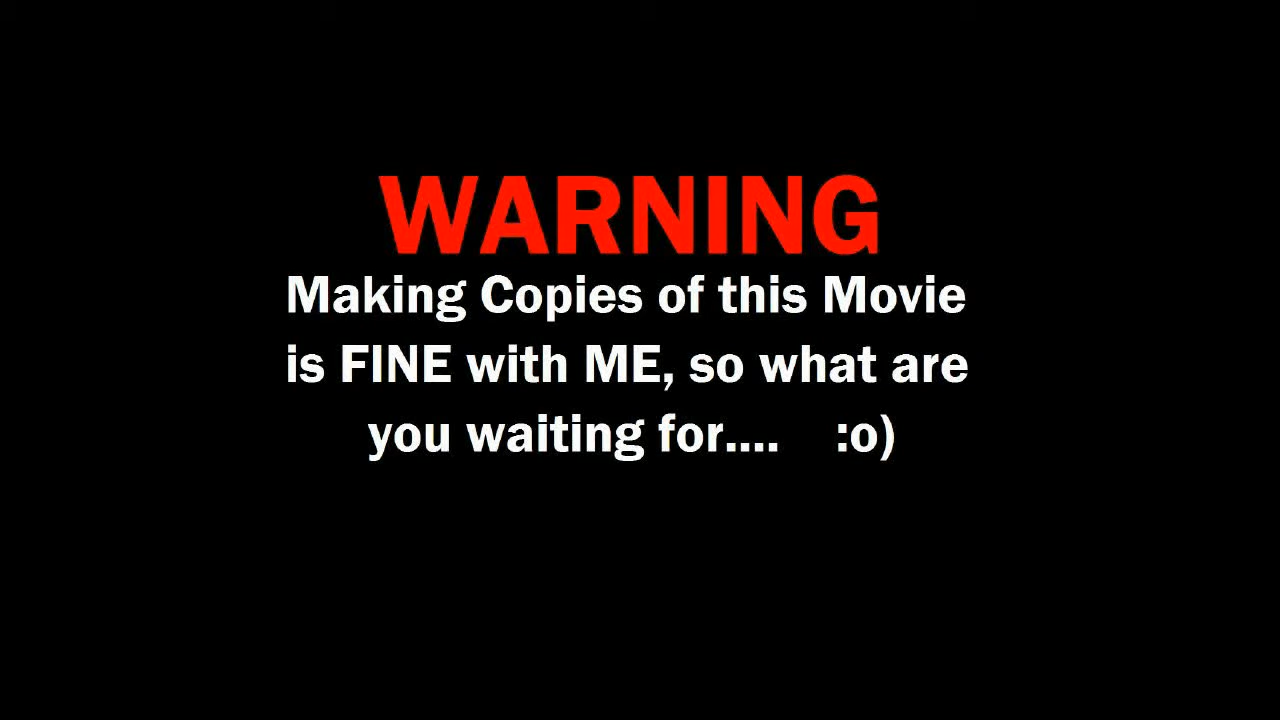 WARNING
Making Copies of this Movie
is FINE with ME, so what are
you waiting for.... :o)